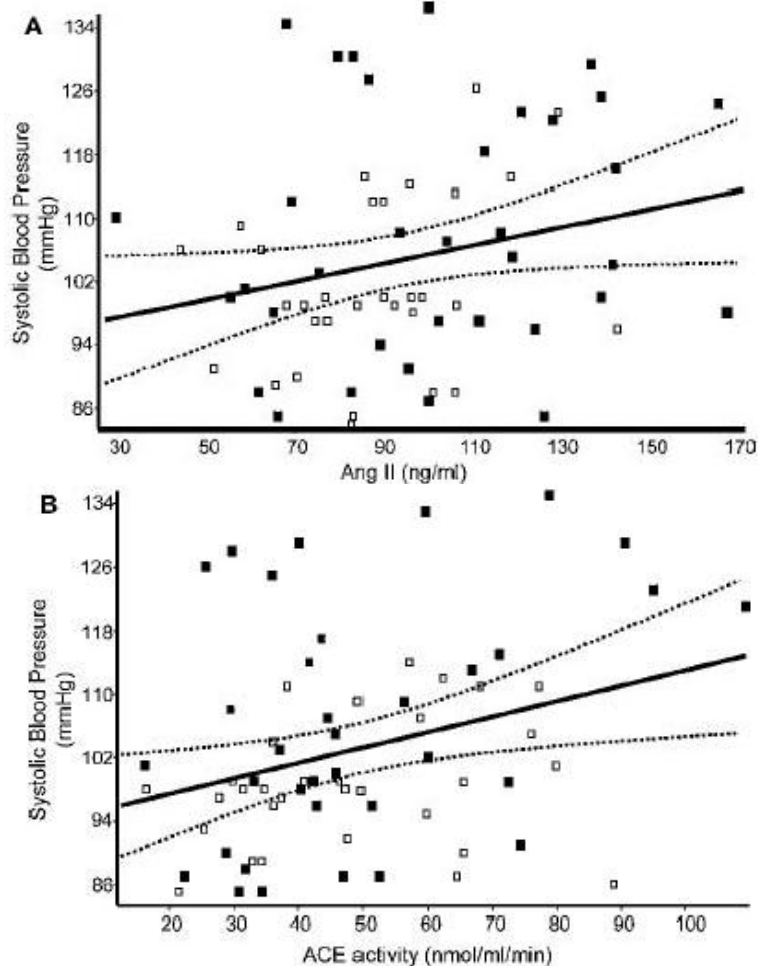 A
134
126
118
110
102
94
86
Systolic Blood Pressure
(mmHg)
30 50 70 90 110 130 150 170
Ang II (ng/ml)
B
134
126
118
110
102
94
86
Systolic Blood Pressure
(mmHg)
20 30 40 50 60 70 80 90 100
ACE activity (nmol/ml/min)